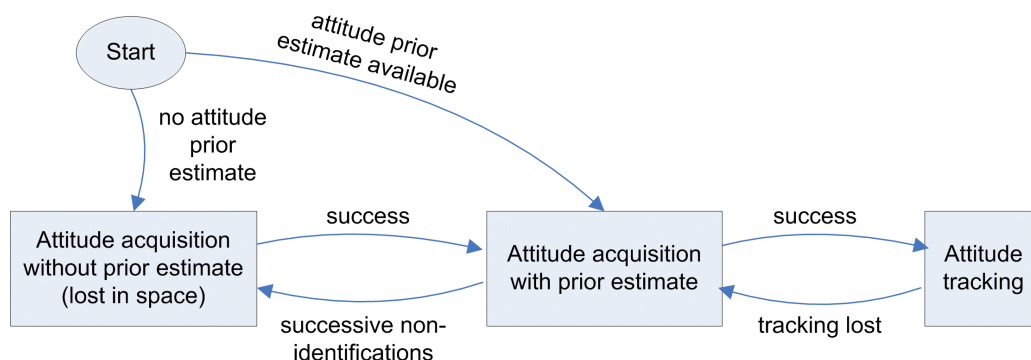 Start
attitude prior
estimate available
no attitude
prior
estimate
Attitude acquisition
without prior estimate
(lost in space)
success
successive non-
identifications
Attitude acquisition
with prior estimate
success
tracking lost
Attitude
tracking